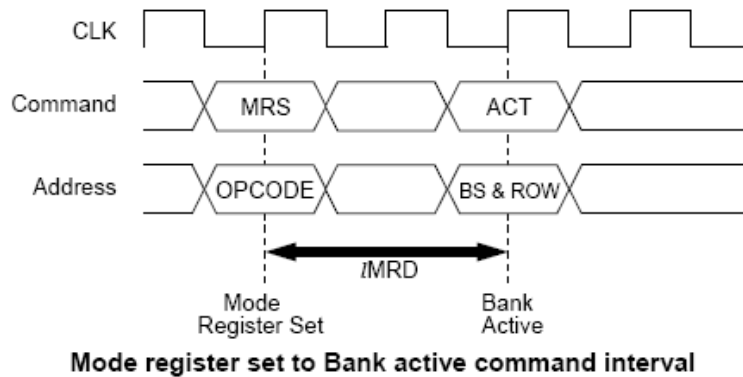 CLK
Command
MRS
ACT
Address
OPCODE
BS & ROW
lMRD
Mode
Register Set
Bank
Active
Mode register set to Bank active command interval